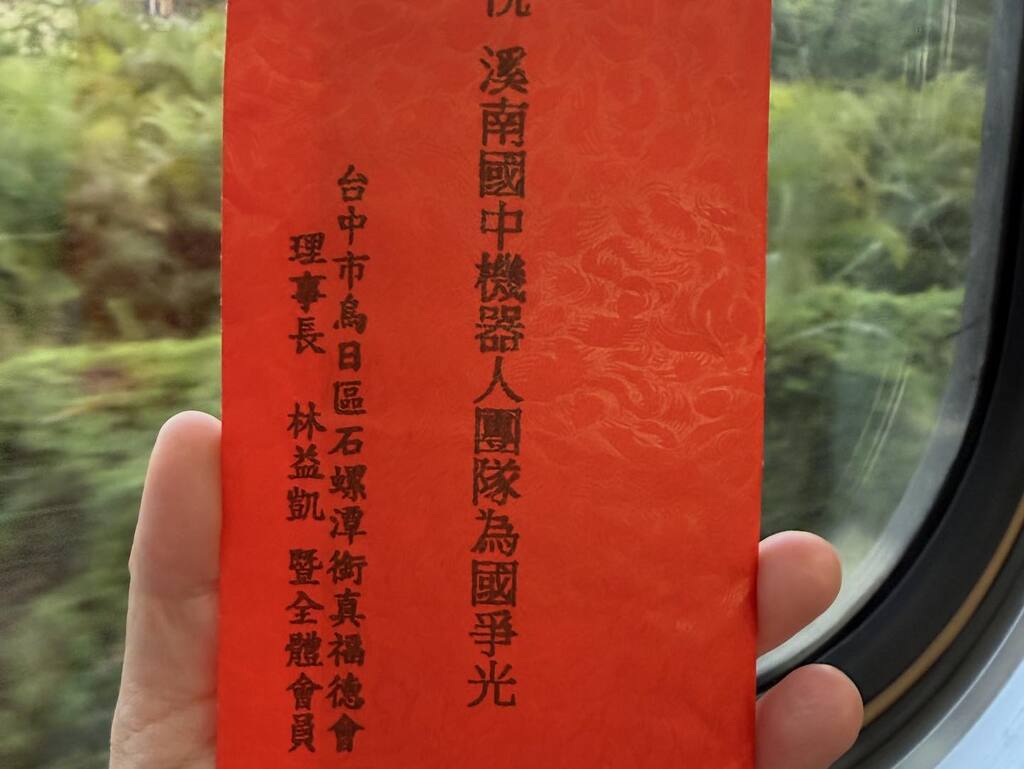 溪南國中機器人團隊為國爭光
台中市烏日區石螺潭衛真福德會
理事長 林益凱 暨全體會員